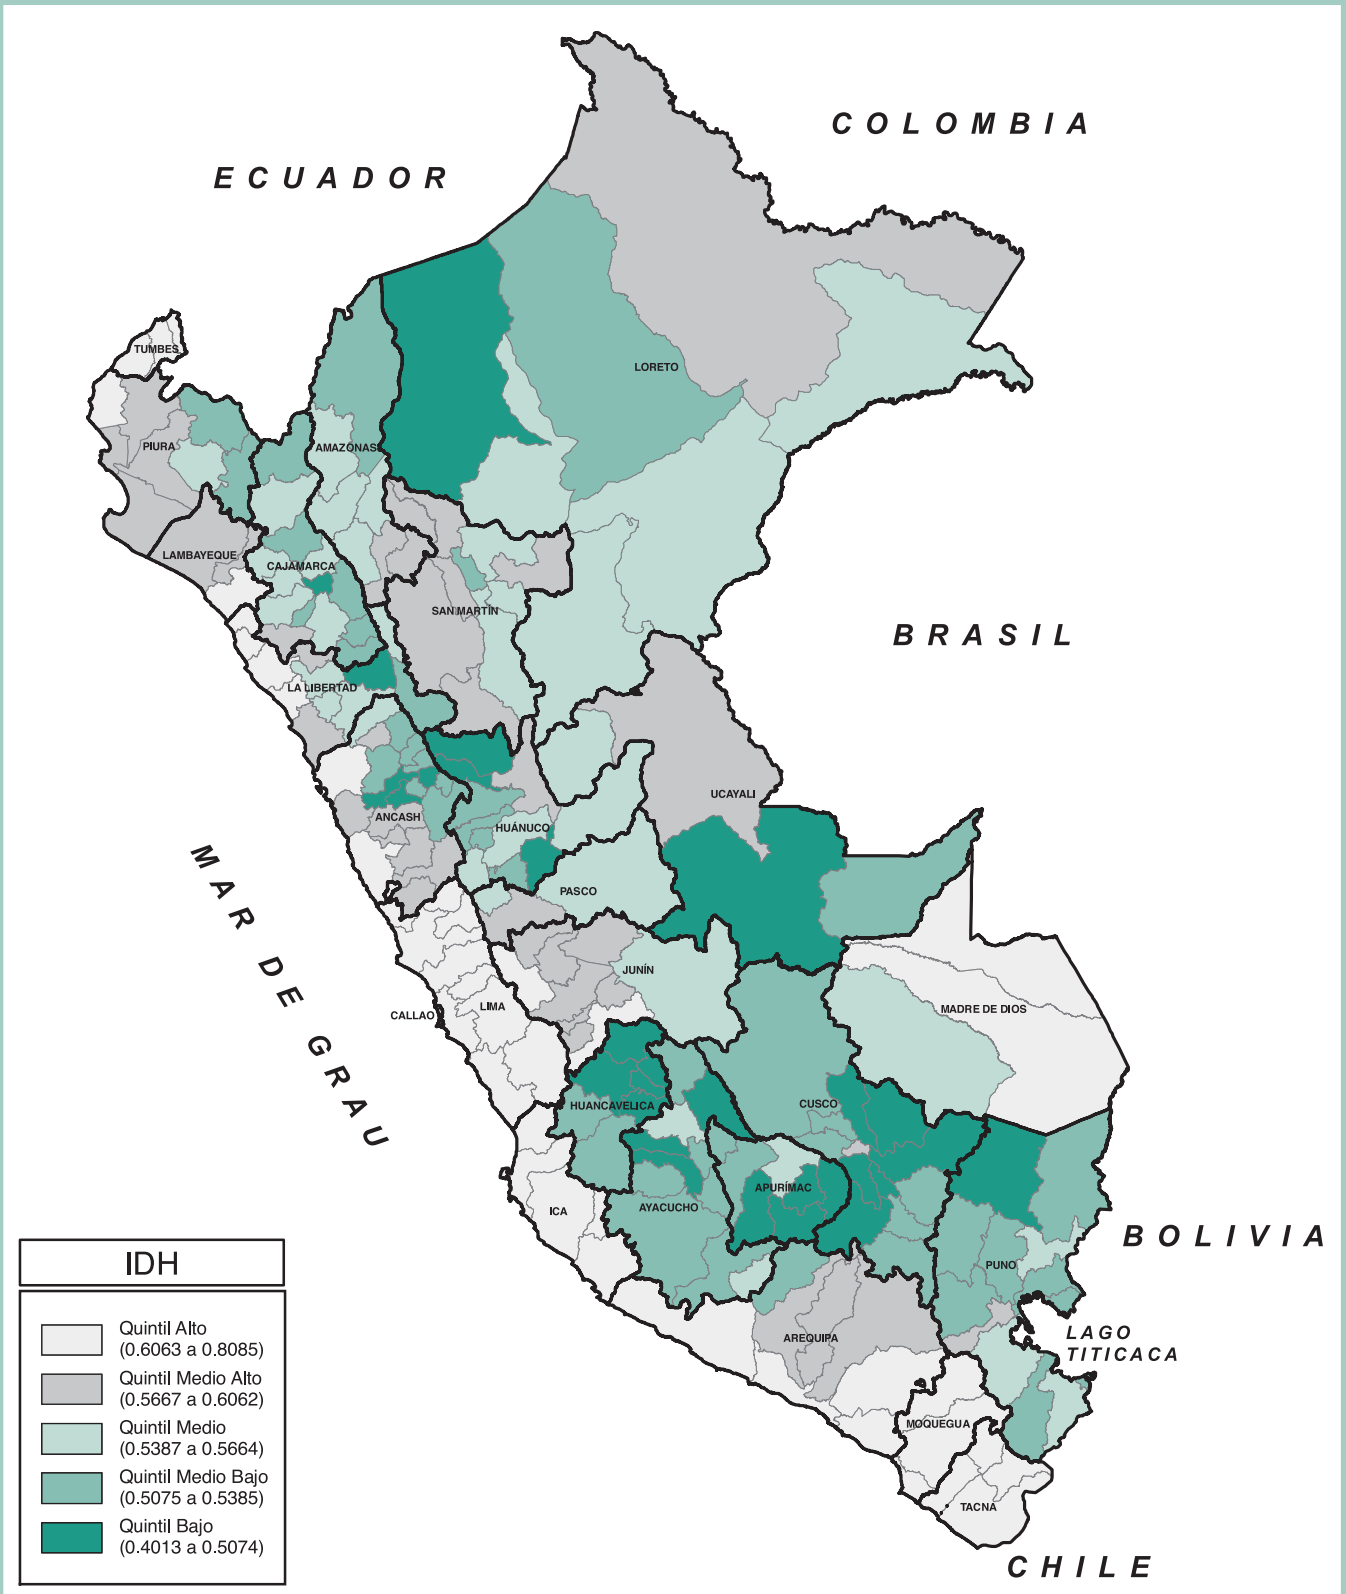 COLOMBIA
ECUADOR
TUMBES
LORETO
PIURA
AMAZONAS
LAMBAYEQUE
CAJAMARCA
SAN MARTÍN
BRASIL
LA LIBERTAD
UCAYALI
ANCASH
HUÁNUCO
PASCO
MAR DE GRAU
JUNÍN
LIMA
MADRE DE DIOS
CALLAO
HUANCAVELICA
CUSCO
APURÍMAC
ICA
AYACUCHO
BOLIVIA
PUNO
LAGO
TITICACA
AREQUIPA
MOQUEGUA
TACNA
CHILE
IDH
Quintil Alto
(0.6063 a 0.8085)
Quintil Medio Alto
(0.5667 a 0.6062)
Quintil Medio
(0.5387 a 0.5664)
Quintil Medio Bajo
(0.5075 a 0.5385)
Quintil Bajo
(0.4013 a 0.5074)